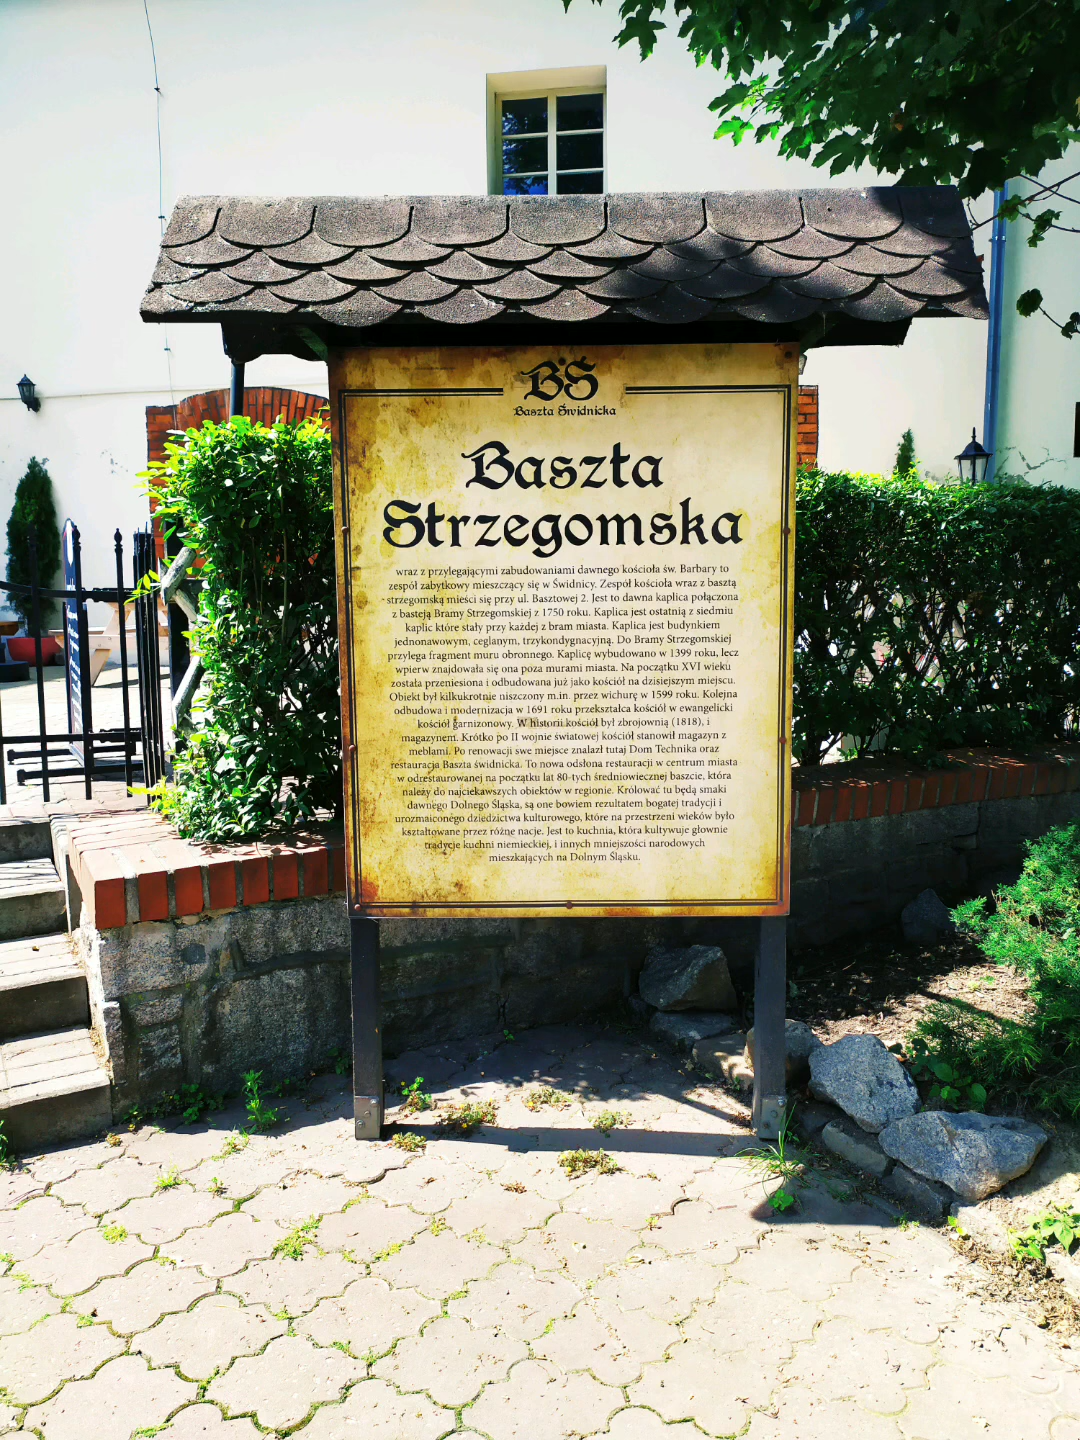 BŚ
Baszta Świdnicka
Baszta
Strzegomska
wraz z przylegającymi zabudowaniami dawnego kościoła św. Barbary to
zespół zabytkowy mieszczący się w Świdnicy. Zespół kościoła wraz z basztą
strzegomską mieści się przy ul. Basztowej 2. Jest to dawna kaplica połączona
z basteją Bramy Strzegomskiej z 1750 roku. Kaplica jest ostatnią z siedmiu
kaplic które stały przy każdej z bram miasta. Kaplica jest budynkiem
jednonawowym, ceglanym, trzykondygnacyjną. Do Bramy Strzegomskiej
przylega fragment muru obronnego. Kaplicę wybudowano w 1399 roku, lecz
wpierw znajdowała się ona poza murami miasta. Na początku XVI wieku
została przeniesiona i odbudowana już jako kościół na dzisiejszym miejscu.
Obiekt był kilkukrotnie niszczony m.in. przez wichurę w 1599 roku. Kolejna
odbudowa i modernizacja w 1691 roku przekształca kościół w ewangelicki
kościół garnizonowy. W historii kościół był zbrojownią (1818), i
magazynem. Krótko po II wojnie światowej kościół stanowił magazyn z
meblami. Po renowacji swe miejsce znalazł tutaj Dom Technika oraz
restauracja Baszta świdnicka. To nowa odsłona restauracji w centrum miasta
w odrestaurowanej na początku lat 80-tych średniowiecznej baszcie, która
należy do najciekawszych obiektów w regionie. Królować tu będą smaki
dawnego Dolnego Śląska, są one bowiem rezultatem bogatej tradycji i
urozmaiconego dziedzictwa kulturowego, które na przestrzeni wieków było
kształtowane przez różne nacje. Jest to kuchnia, która kultywuje głownie
tradycje kuchni niemieckiej, i innych mniejszości narodowych
mieszkających na Dolnym Śląsku.